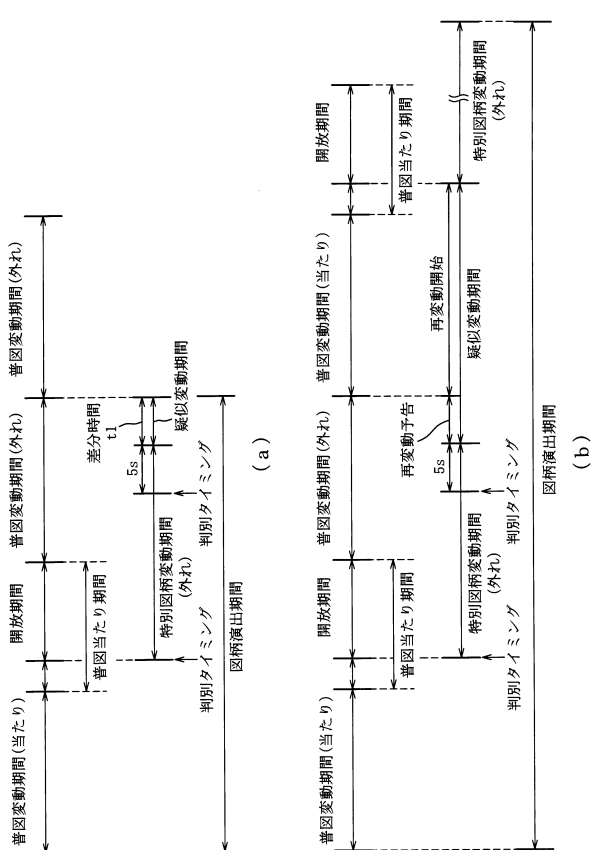 普図変動期間(当たり)
開放期間
普図変動期間(外れ)
普図変動期間(外れ)
普図当たり期間
差分時間
t1
5s
疑似変動期間
特別図柄変動期間
(外れ)
判別タイミング
判別タイミング
図柄演出期間
(a)
普図変動期間(当たり)
開放期間
普図変動期間(外れ)
普図変動期間(当たり)
開放期間
普図当たり期間
普図当たり期間
再変動予告
再変動開始
5s
疑似変動期間
特別図柄変動期間
(外れ)
特別図柄変動期間
(外れ)
判別タイミング
判別タイミング
図柄演出期間
(b)